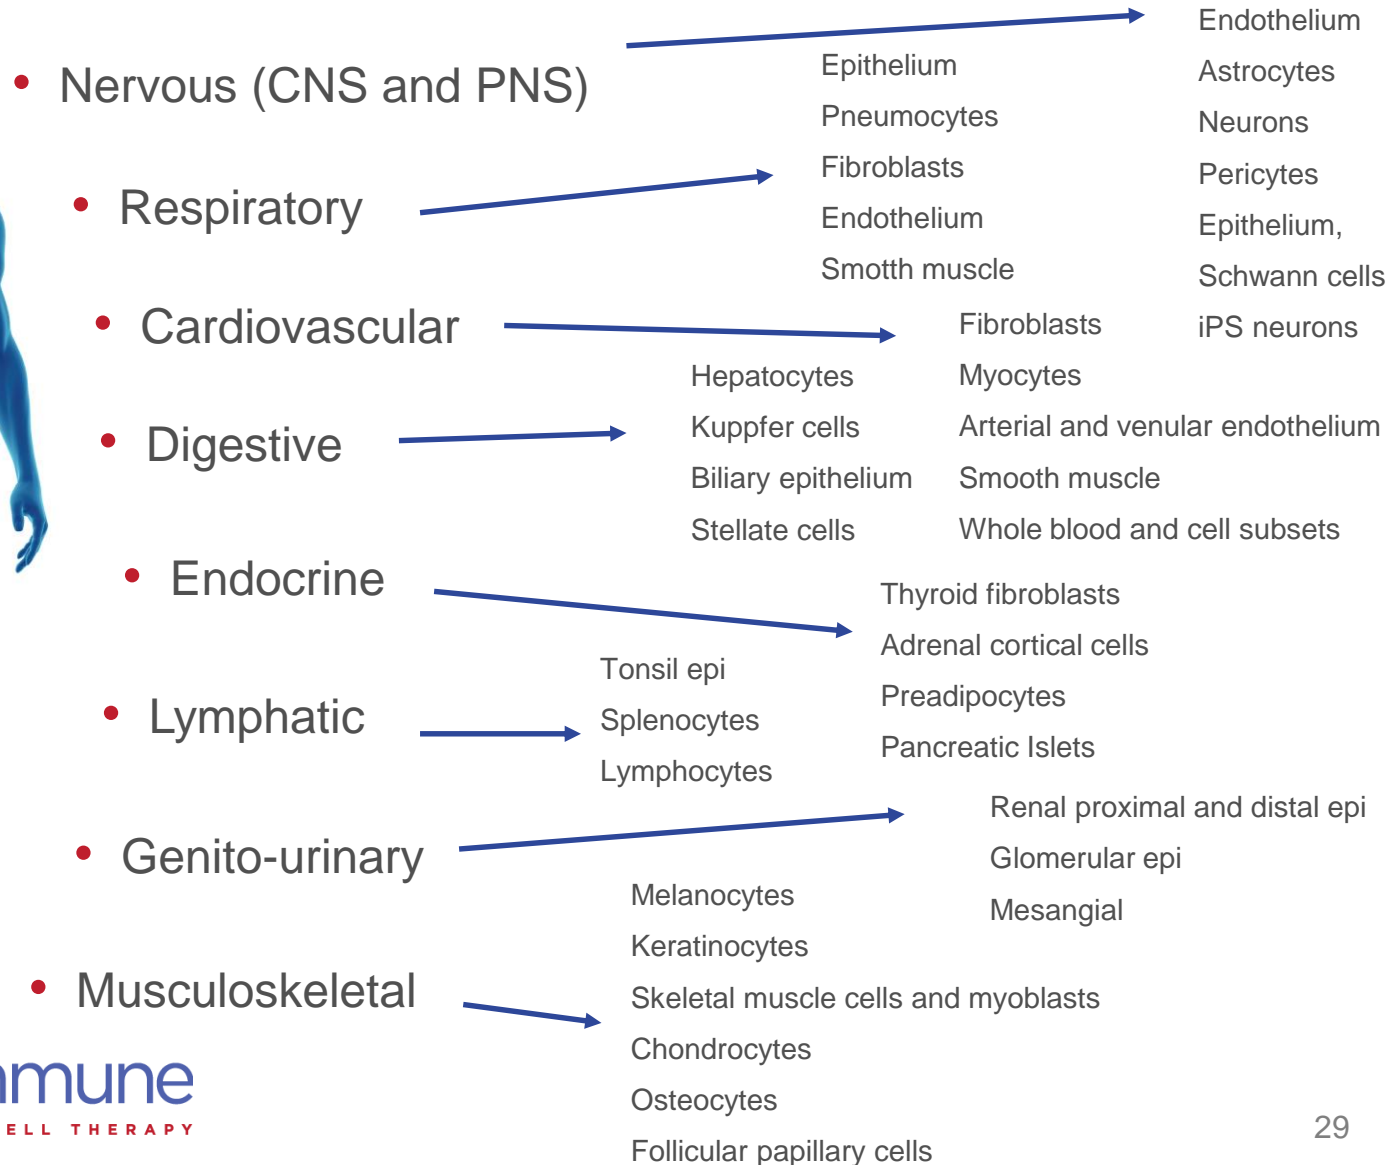 Nervous (CNS and PNS)
Endothelium
Astrocytes
Neurons
Pericytes
Epithelium,
Schwann cells
iPS neurons
Respiratory
Epithelium
Pneumocytes
Fibroblasts
Endothelium
Smotth muscle
Cardiovascular
Fibroblasts
Myocytes
Arterial and venular endothelium
Smooth muscle
Whole blood and cell subsets
Digestive
Hepatocytes
Kuppfer cells
Biliary epithelium
Stellate cells
Endocrine
Thyroid fibroblasts
Adrenal cortical cells
Preadipocytes
Pancreatic Islets
Lymphatic
Tonsil epi
Splenocytes
Lymphocytes
Genito-urinary
Renal proximal and distal epi
Glomerular epi
Mesangial
Musculoskeletal
Melanocytes
Keratinocytes
Skeletal muscle cells and myoblasts
Chondrocytes
Osteocytes
Follicular papillary cells
mmune
ELL THERAPY
29